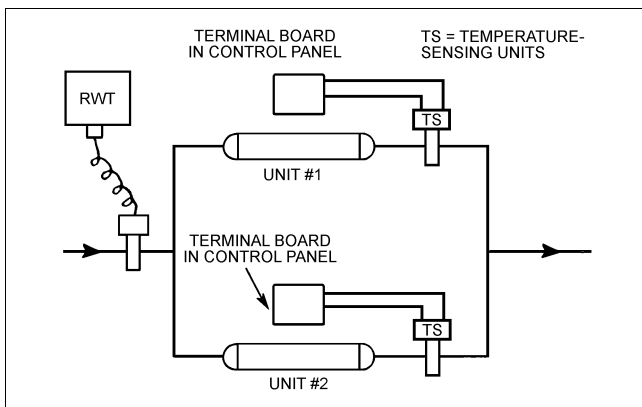 TERMINAL BOARD
IN CONTROL PANEL
TS = TEMPERATURE-
SENSING UNITS
RWT
TS
UNIT #1
TERMINAL BOARD
IN CONTROL PANEL
TS
UNIT #2